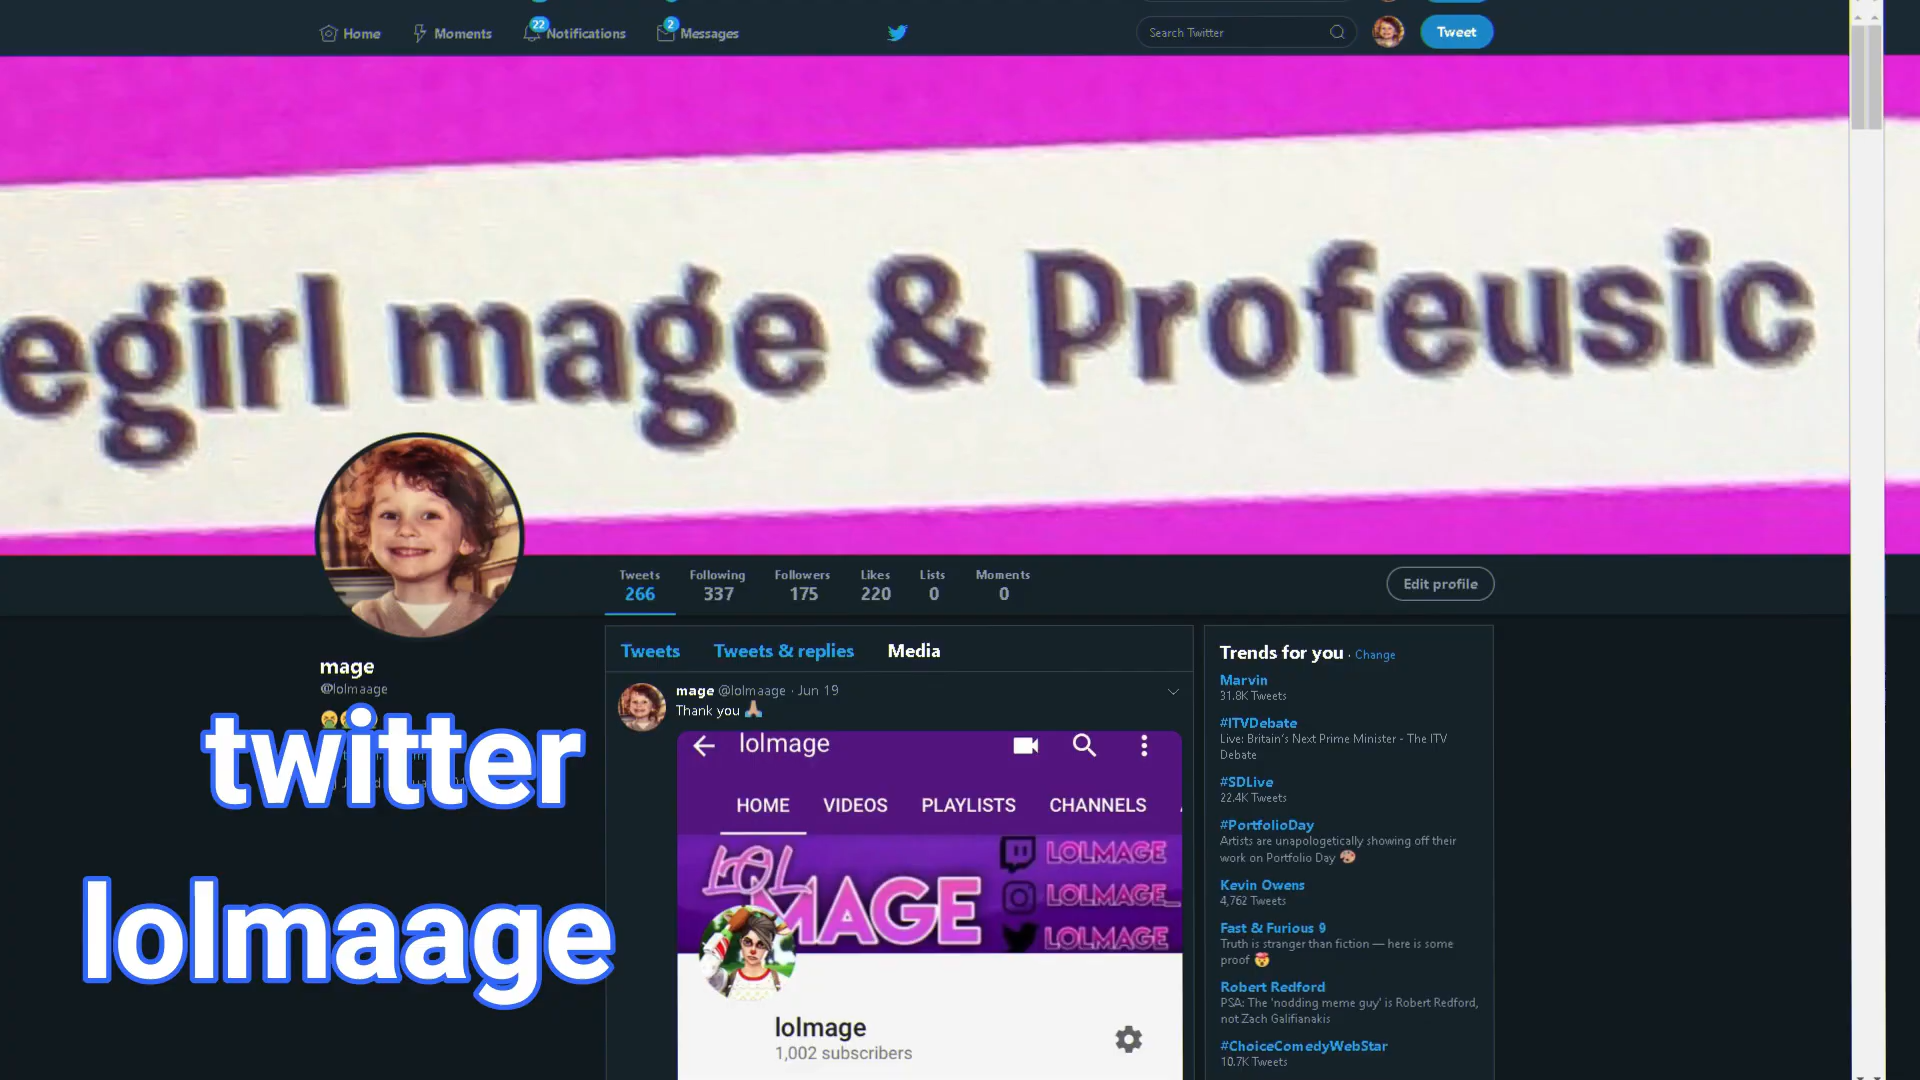 Home
Moments
22
Notifications
2
Messages
Search Twitter
Tweet
egirl mage & Profeusic
Tweets
266
Following
337
Followers
175
Likes
220
Lists
0
Moments
0
Edit profile
mage
@lolmaage
twitter
lolmaage
Tweets
Tweets & replies
Media
mage @lolmaage · Jun 19
Thank you 🙏
lolmage
HOME
VIDEOS
PLAYLISTS
CHANNELS
LOL
MAGE
LOLMAGE
LOLMAGE_
LOLMAGE
lolmage
1,002 subscribers
Trends for you · Change
Marvin
31.8K Tweets
#ITVDebate
Live: Britain's Next Prime Minister - The ITV
Debate
#SDLive
22.4K Tweets
#PortfolioDay
Artists are unapologetically showing off their
work on Portfolio Day 🎨
Kevin Owens
4,762 Tweets
Fast & Furious 9
Truth is stranger than fiction — here is some
proof 🤯
Robert Redford
PSA: The 'nodding meme guy' is Robert Redford,
not Zach Galifianakis
#ChoiceComedyWebStar
10.7K Tweets